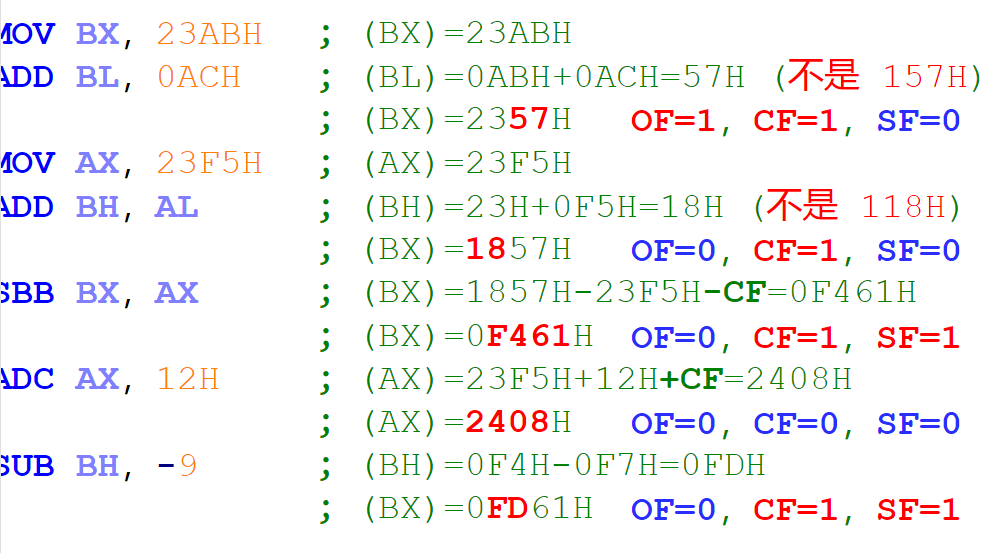 MOV BX, 23ABH ; (BX)=23ABH
ADD BL, 0ACH ; (BL)=0ABH+0ACH=57H (不是 157H)
; (BX)=2357H OF=1, CF=1, SF=0
MOV AX, 23F5H ; (AX)=23F5H
ADD BH, AL ; (BH)=23H+0F5H=18H (不是 118H)
; (BX)=1857H OF=0, CF=1, SF=0
SBB BX, AX ; (BX)=1857H-23F5H-CF=0F461H
; (BX)=0F461H OF=0, CF=1, SF=1
ADC AX, 12H ; (AX)=23F5H+12H+CF=2408H
; (AX)=2408H OF=0, CF=0, SF=0
SUB BH, -9 ; (BH)=0F4H-0F7H=0FDH
; (BX)=0FD61H OF=0, CF=1, SF=1